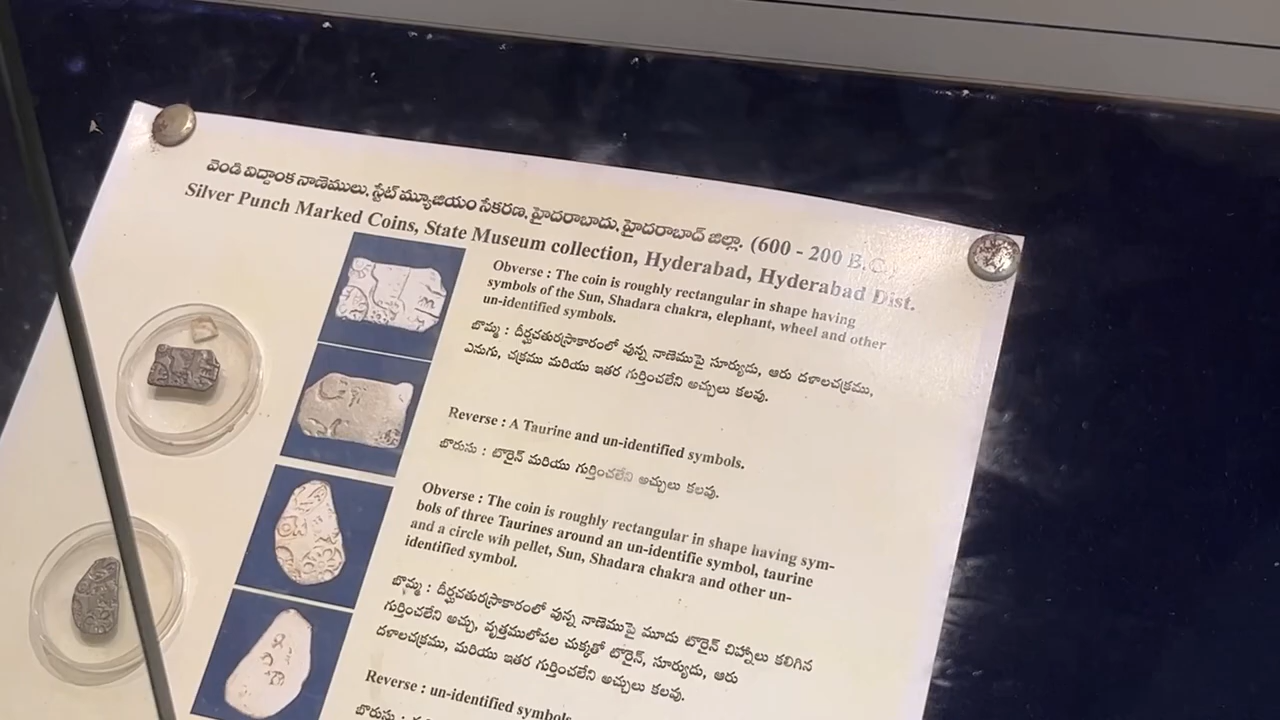 వెండి విద్ధాంక నాణెములు, స్టేట్ మ్యూజియం సేకరణ, హైదరాబాదు, హైదరాబాద్ జిల్లా. (600 - 200 B.C.)
Silver Punch Marked Coins, State Museum collection, Hyderabad, Hyderabad Dist.
Obverse : The coin is roughly rectangular in shape having
symbols of the Sun, Shadara chakra, elephant, wheel and other
un-identified symbols.
బొమ్మ : దీర్ఘచతురస్రాకారంలో వున్న నాణెముపై సూర్యుడు, ఆరు దళాలచక్రము,
ఎనుగు, చక్రము మరియు ఇతర గుర్తించలేని అచ్చులు కలవు.
Reverse : A Taurine and un-identified symbols.
బొరుసు : టొరైన్ మరియు గుర్తించలేని అచ్చులు కలవు.
Obverse : The coin is roughly rectangular in shape having sym-
bols of three Taurines around an un-identifie symbol, taurine
and a circle wih pellet, Sun, Shadara chakra and other un-
identified symbol.
బొమ్మ : దీర్ఘచతురస్రాకారంలో వున్న నాణెముపై మూడు టొరైన్ చిహ్నాలు కలిగిన
గుర్తించలేని అచ్చు, వృత్తములోపల చుక్కతో టొరైన్, సూర్యుడు, ఆరు
దళాలచక్రము, మరియు ఇతర గుర్తించలేని అచ్చులు కలవు.
Reverse : un-identified symbols
బొరుసు :